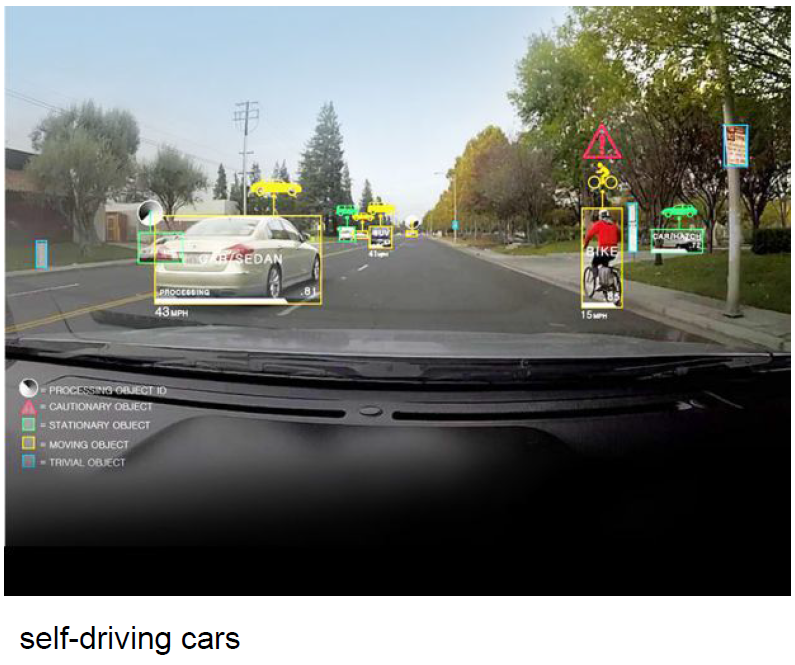 SUV
41MPH
CAR/SEDAN
PROCESSING
.81
43MPH
BIKE
15MPH
CAR/HATCH
.72
= PROCESSING OBJECT ID
= CAUTIONARY OBJECT
= STATIONARY OBJECT
= MOVING OBJECT
= TRIVIAL OBJECT
self-driving cars